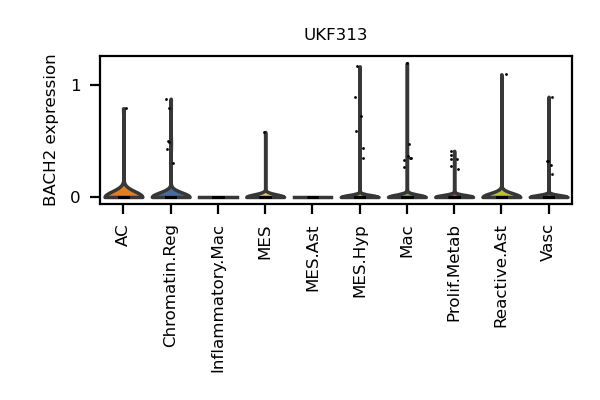 UKF313
BACH2 expression
1
0
AC
Chromatin.Reg
Inflammatory.Mac
MES
MES.Ast
MES.Hyp
Mac
Prolif.Metab
Reactive.Ast
Vasc